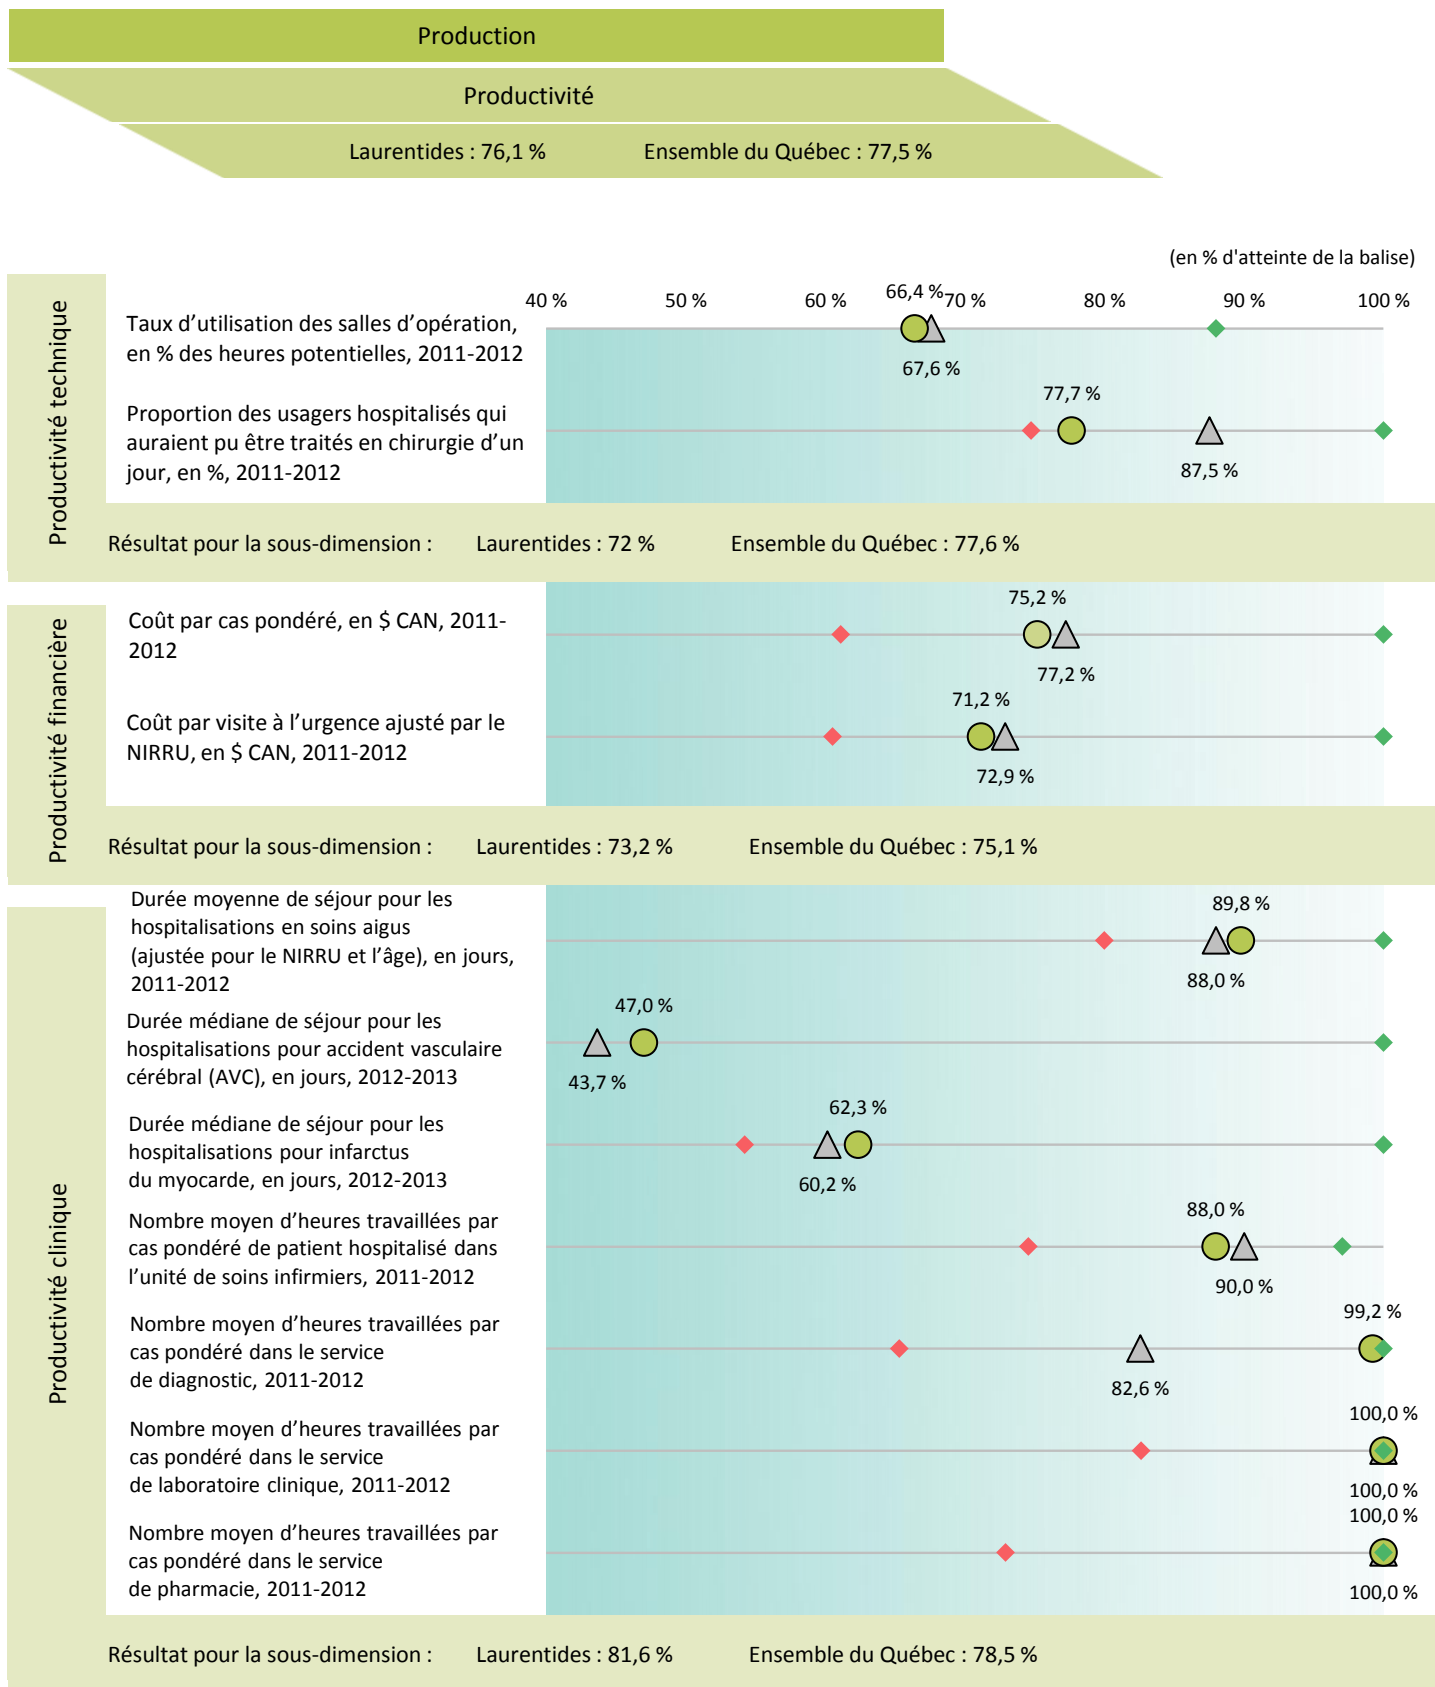 Production
Productivité
Laurentides : 76,1 % Ensemble du Québec : 77,5 %
(en % d'atteinte de la balise)
40 % 50 % 60 % 70 % 80 % 90 % 100 %
Productivité technique
Taux d’utilisation des salles d’opération,
en % des heures potentielles, 2011-2012
66,4 %
67,6 %
Proportion des usagers hospitalisés qui
auraient pu être traités en chirurgie d’un
jour, en %, 2011-2012
77,7 %
87,5 %
Résultat pour la sous-dimension : Laurentides : 72 % Ensemble du Québec : 77,6 %
Productivité financière
Coût par cas pondéré, en $ CAN, 2011-
2012
75,2 %
77,2 %
Coût par visite à l’urgence ajusté par le
NIRRU, en $ CAN, 2011-2012
71,2 %
72,9 %
Résultat pour la sous-dimension : Laurentides : 73,2 % Ensemble du Québec : 75,1 %
Productivité clinique
Durée moyenne de séjour pour les
hospitalisations en soins aigus
(ajustée pour le NIRRU et l’âge), en jours,
2011-2012
89,8 %
88,0 %
Durée médiane de séjour pour les
hospitalisations pour accident vasculaire
cérébral (AVC), en jours, 2012-2013
47,0 %
43,7 %
Durée médiane de séjour pour les
hospitalisations pour infarctus
du myocarde, en jours, 2012-2013
62,3 %
60,2 %
Nombre moyen d’heures travaillées par
cas pondéré de patient hospitalisé dans
l’unité de soins infirmiers, 2011-2012
88,0 %
90,0 %
Nombre moyen d’heures travaillées par
cas pondéré dans le service
de diagnostic, 2011-2012
99,2 %
82,6 %
Nombre moyen d’heures travaillées par
cas pondéré dans le service
de laboratoire clinique, 2011-2012
100,0 %
100,0 %
Nombre moyen d’heures travaillées par
cas pondéré dans le service
de pharmacie, 2011-2012
100,0 %
100,0 %
Résultat pour la sous-dimension : Laurentides : 81,6 % Ensemble du Québec : 78,5 %